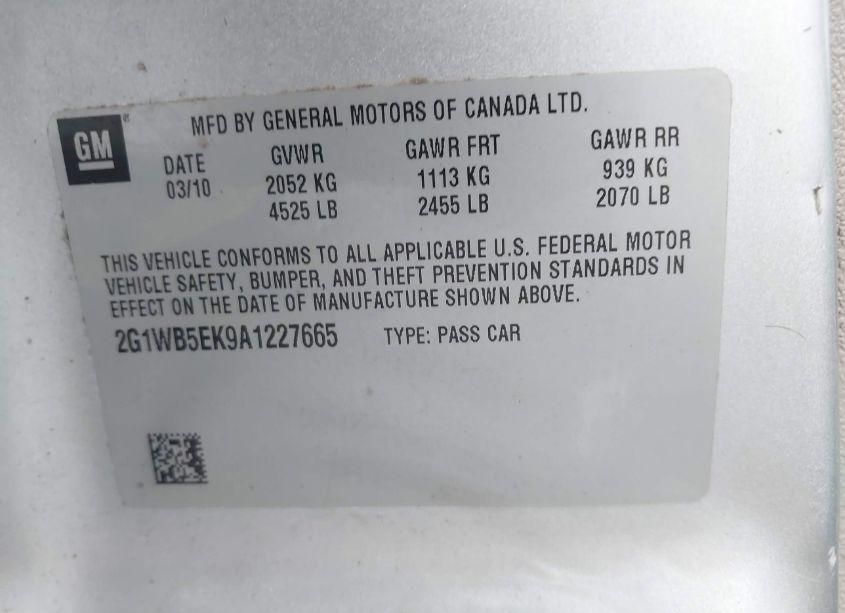 GM®
MFD BY GENERAL MOTORS OF CANADA LTD.
DATE GVWR GAWR FRT GAWR RR
03/10 2052 KG 1113 KG 939 KG
4525 LB 2455 LB 2070 LB
THIS VEHICLE CONFORMS TO ALL APPLICABLE U.S. FEDERAL MOTOR
VEHICLE SAFETY, BUMPER, AND THEFT PREVENTION STANDARDS IN
EFFECT ON THE DATE OF MANUFACTURE SHOWN ABOVE.
2G1WB5EK9A1227665 TYPE: PASS CAR